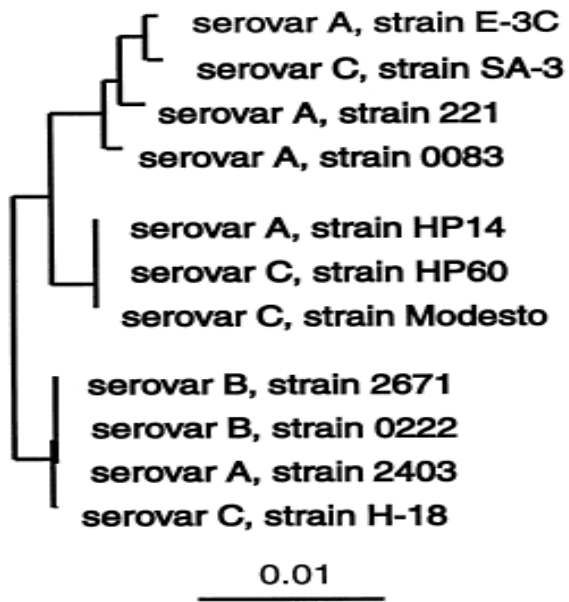 serovar A, strain E-3C
serovar C, strain SA-3
serovar A, strain 221
serovar A, strain 0083
serovar A, strain HP14
serovar C, strain HP60
serovar C, strain Modesto
serovar B, strain 2671
serovar B, strain 0222
serovar A, strain 2403
serovar C, strain H-18
0.01